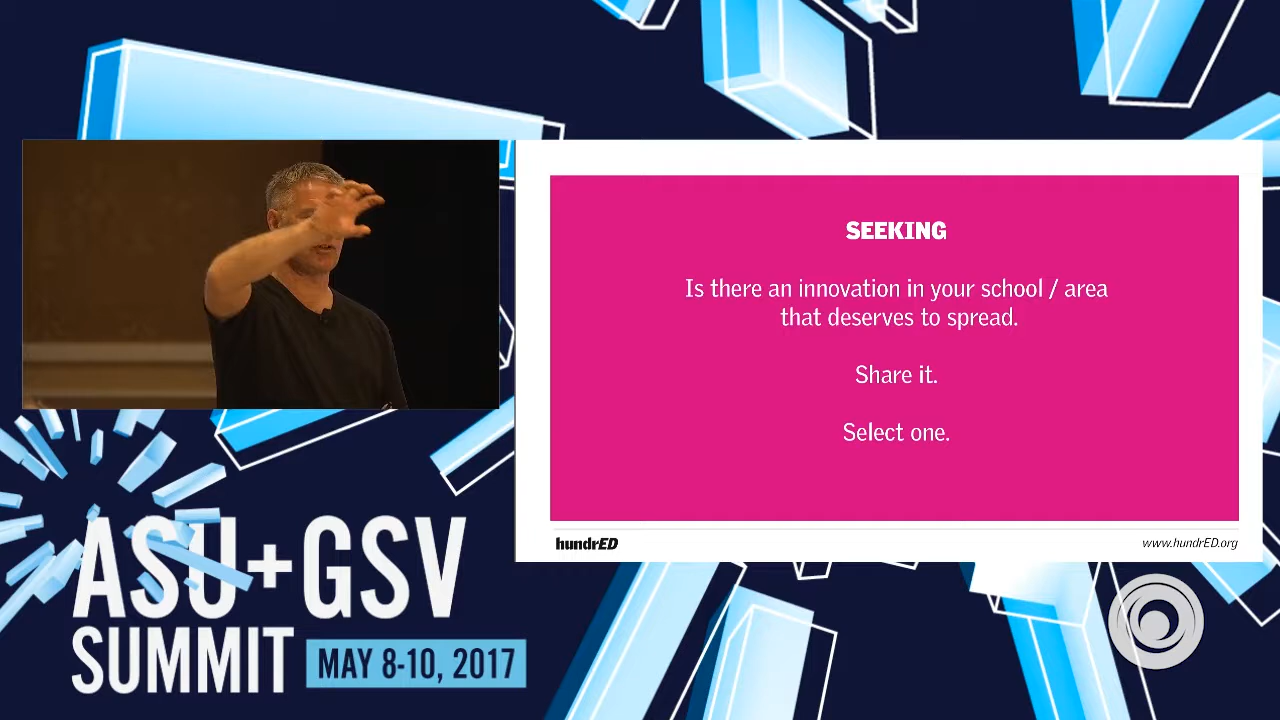 SEEKING
Is there an innovation in your school / area
that deserves to spread.
Share it.
Select one.
hundrED
www.hundrED.org
ASU+GSV
SUMMIT
MAY 8-10, 2017